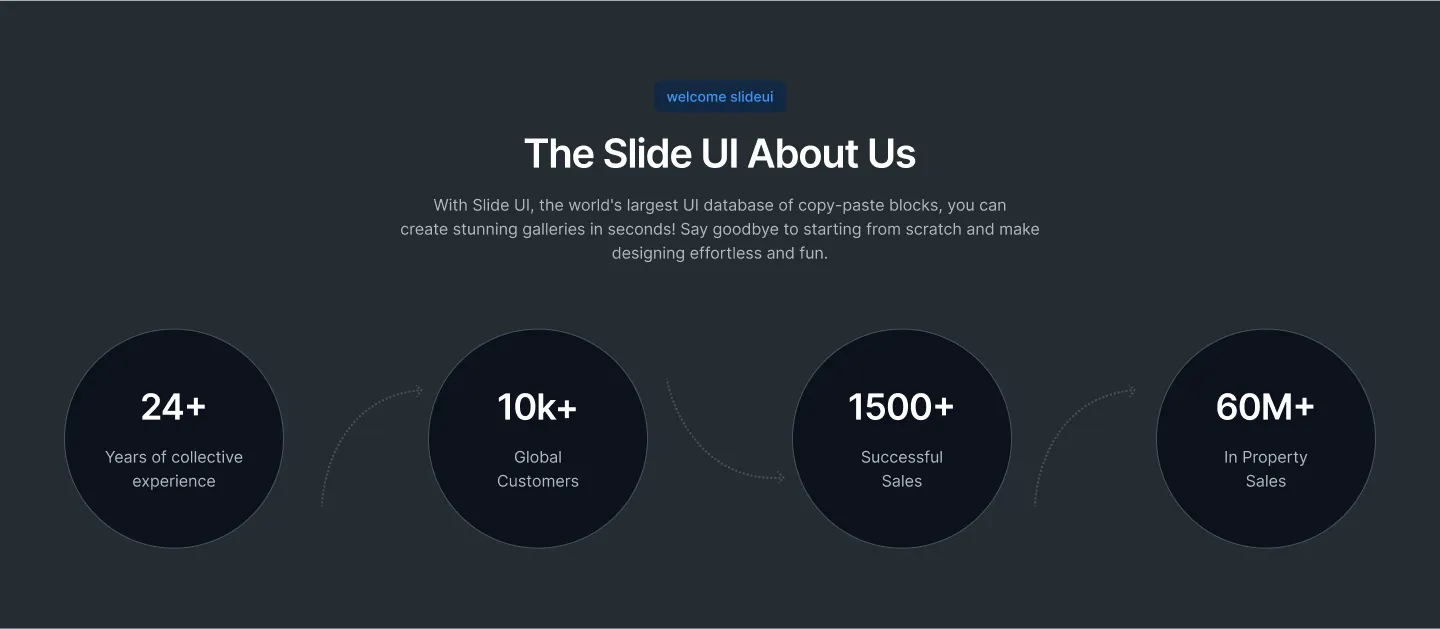 welcome slideui
The Slide UI About Us
With Slide UI, the world's largest UI database of copy-paste blocks, you can
create stunning galleries in seconds! Say goodbye to starting from scratch and make
designing effortless and fun.
24+
Years of collective
experience
10k+
Global
Customers
1500+
Successful
Sales
60M+
In Property
Sales